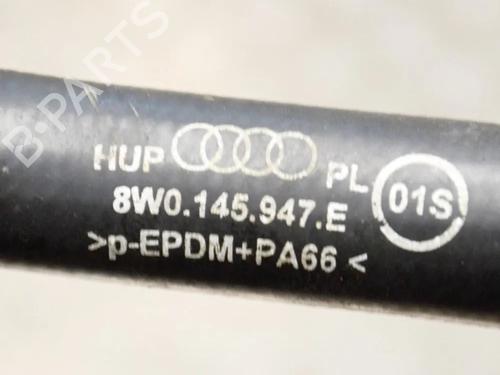 B-PARTS
HUP PL 01S
8W0.145.947.E
>p-EPDM+PA66<